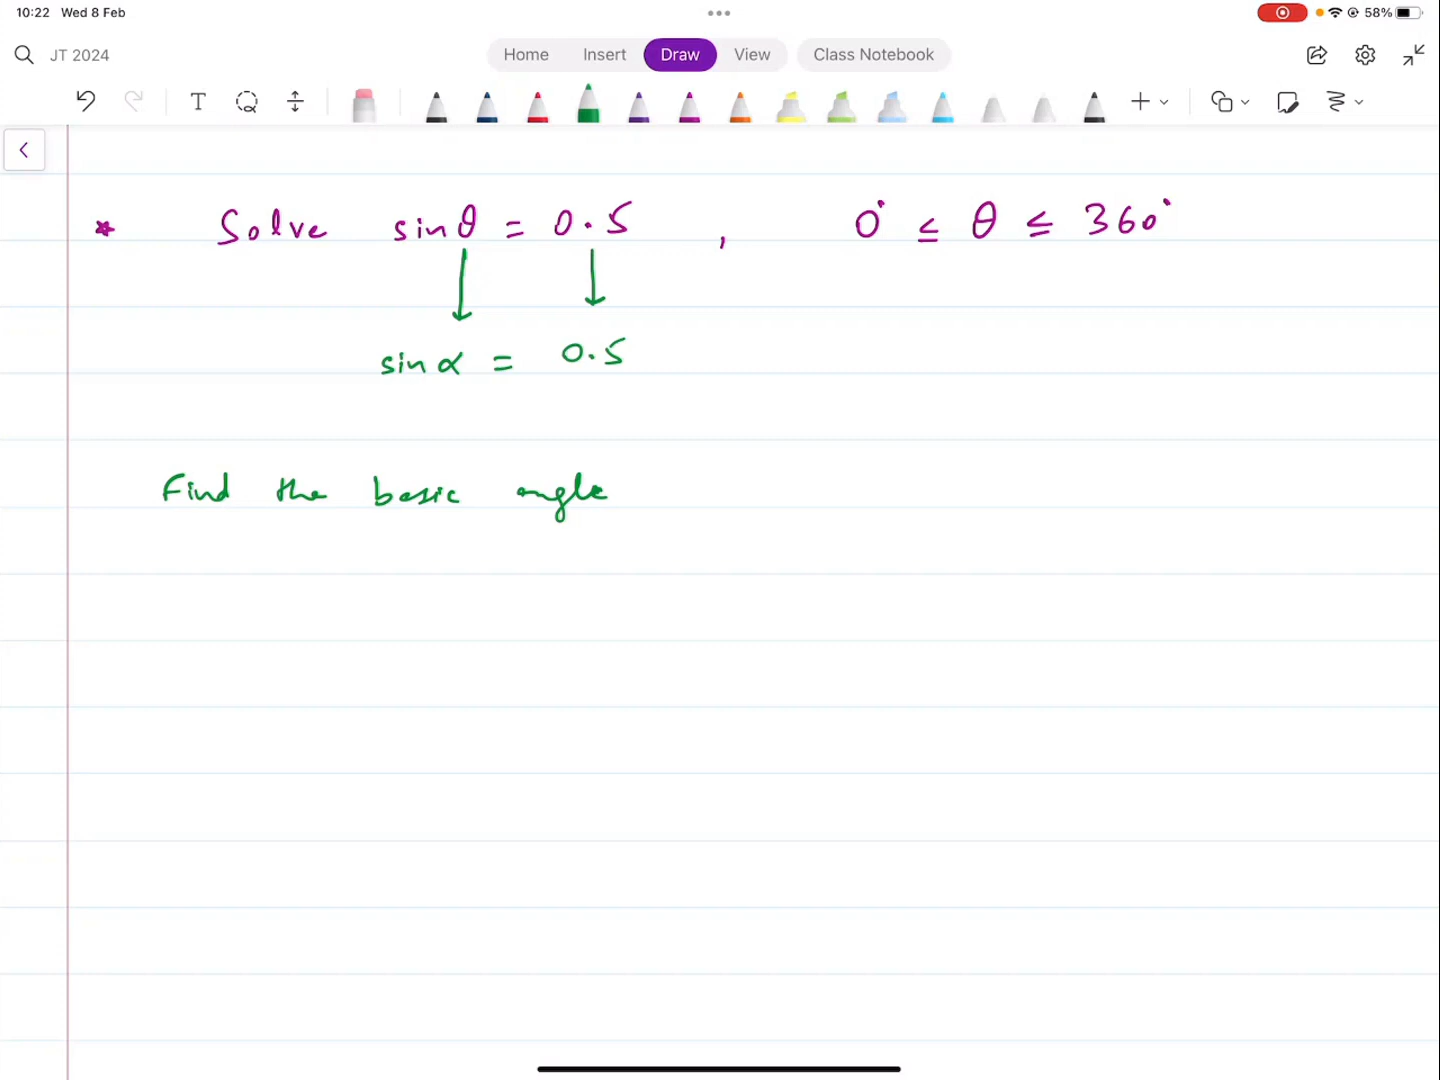 10:22 Wed 8 Feb 58%
JT 2024 Home Insert Draw View Class Notebook
T
* Solve sinθ = 0.5 , 0° ≤ θ ≤ 360°
sin α = 0.5
Find the basic angle